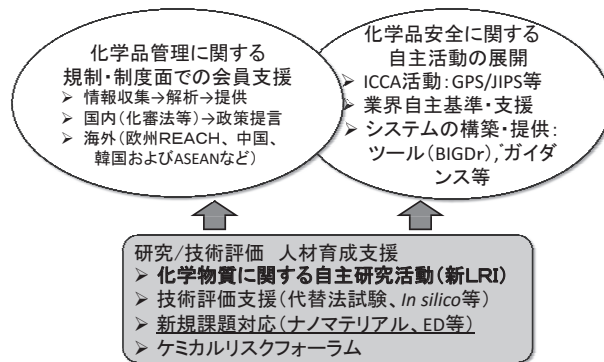 化学品管理に関する
規制・制度面での会員支援
➢ 情報収集→解析→提供
➢ 国内(化審法等)→政策提言
➢ 海外(欧州REACH、中国、
韓国およびASEANなど)
化学品安全に関する
自主活動の展開
➢ ICCA活動:GPS/JIPS等
➢ 業界自主基準・支援
➢ システムの構築・提供:
ツール(BIGDr),ガイダ
ンス等
研究/技術評価 人材育成支援
➢ 化学物質に関する自主研究活動(新LRI)
➢ 技術評価支援(代替法試験、In silico等)
➢ 新規課題対応(ナノマテリアル、ED等)
➢ ケミカルリスクフォーラム